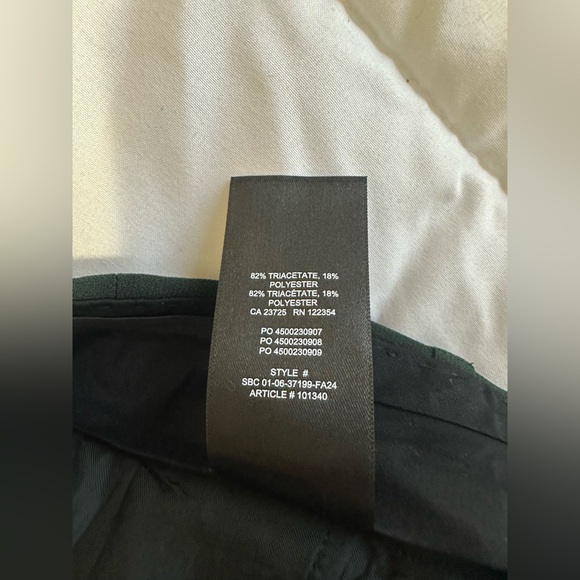 82% TRIACETATE, 18%
POLYESTER
82% TRIACÉTATE, 18%
POLYESTER
CA 23725 RN 122354
PO 4500230907
PO 4500230908
PO 4500230909
STYLE #
SBC 01-06-37199-FA24
ARTICLE # 101340